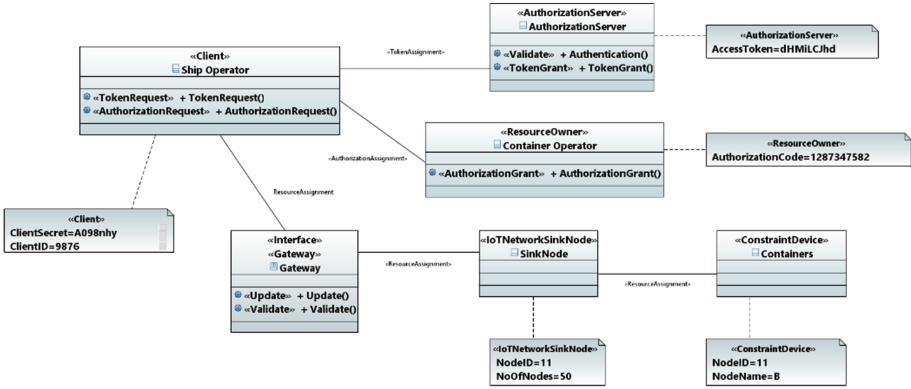 «AuthorizationServer»
AuthorizationServer
«Validate» + Authentication()
«TokenGrant» + TokenGrant()
«AuthorizationServer»
AccessToken=dHMiLCJhd
«TokenAssignment»
«Client»
Ship Operator
«TokenRequest» + TokenRequest()
«AuthorizationRequest» + AuthorizationRequest()
«ResourceOwner»
Container Operator
«AuthorizationGrant» + AuthorizationGrant()
«ResourceOwner»
AuthorizationCode=1287347582
«AuthorizationAssignment»
ResourceAssignment
«Client»
ClientSecret=A098nhy
ClientID=9876
«Interface»
«Gateway»
Gateway
«Update» + Update()
«Validate» + Validate()
«ResourceAssignment»
«IoTNetworkSinkNode»
SinkNode
«ResourceAssignment»
«ConstraintDevice»
Containers
«IoTNetworkSinkNode»
NodeID=11
NoOfNodes=50
«ConstraintDevice»
NodeID=11
NodeName=B